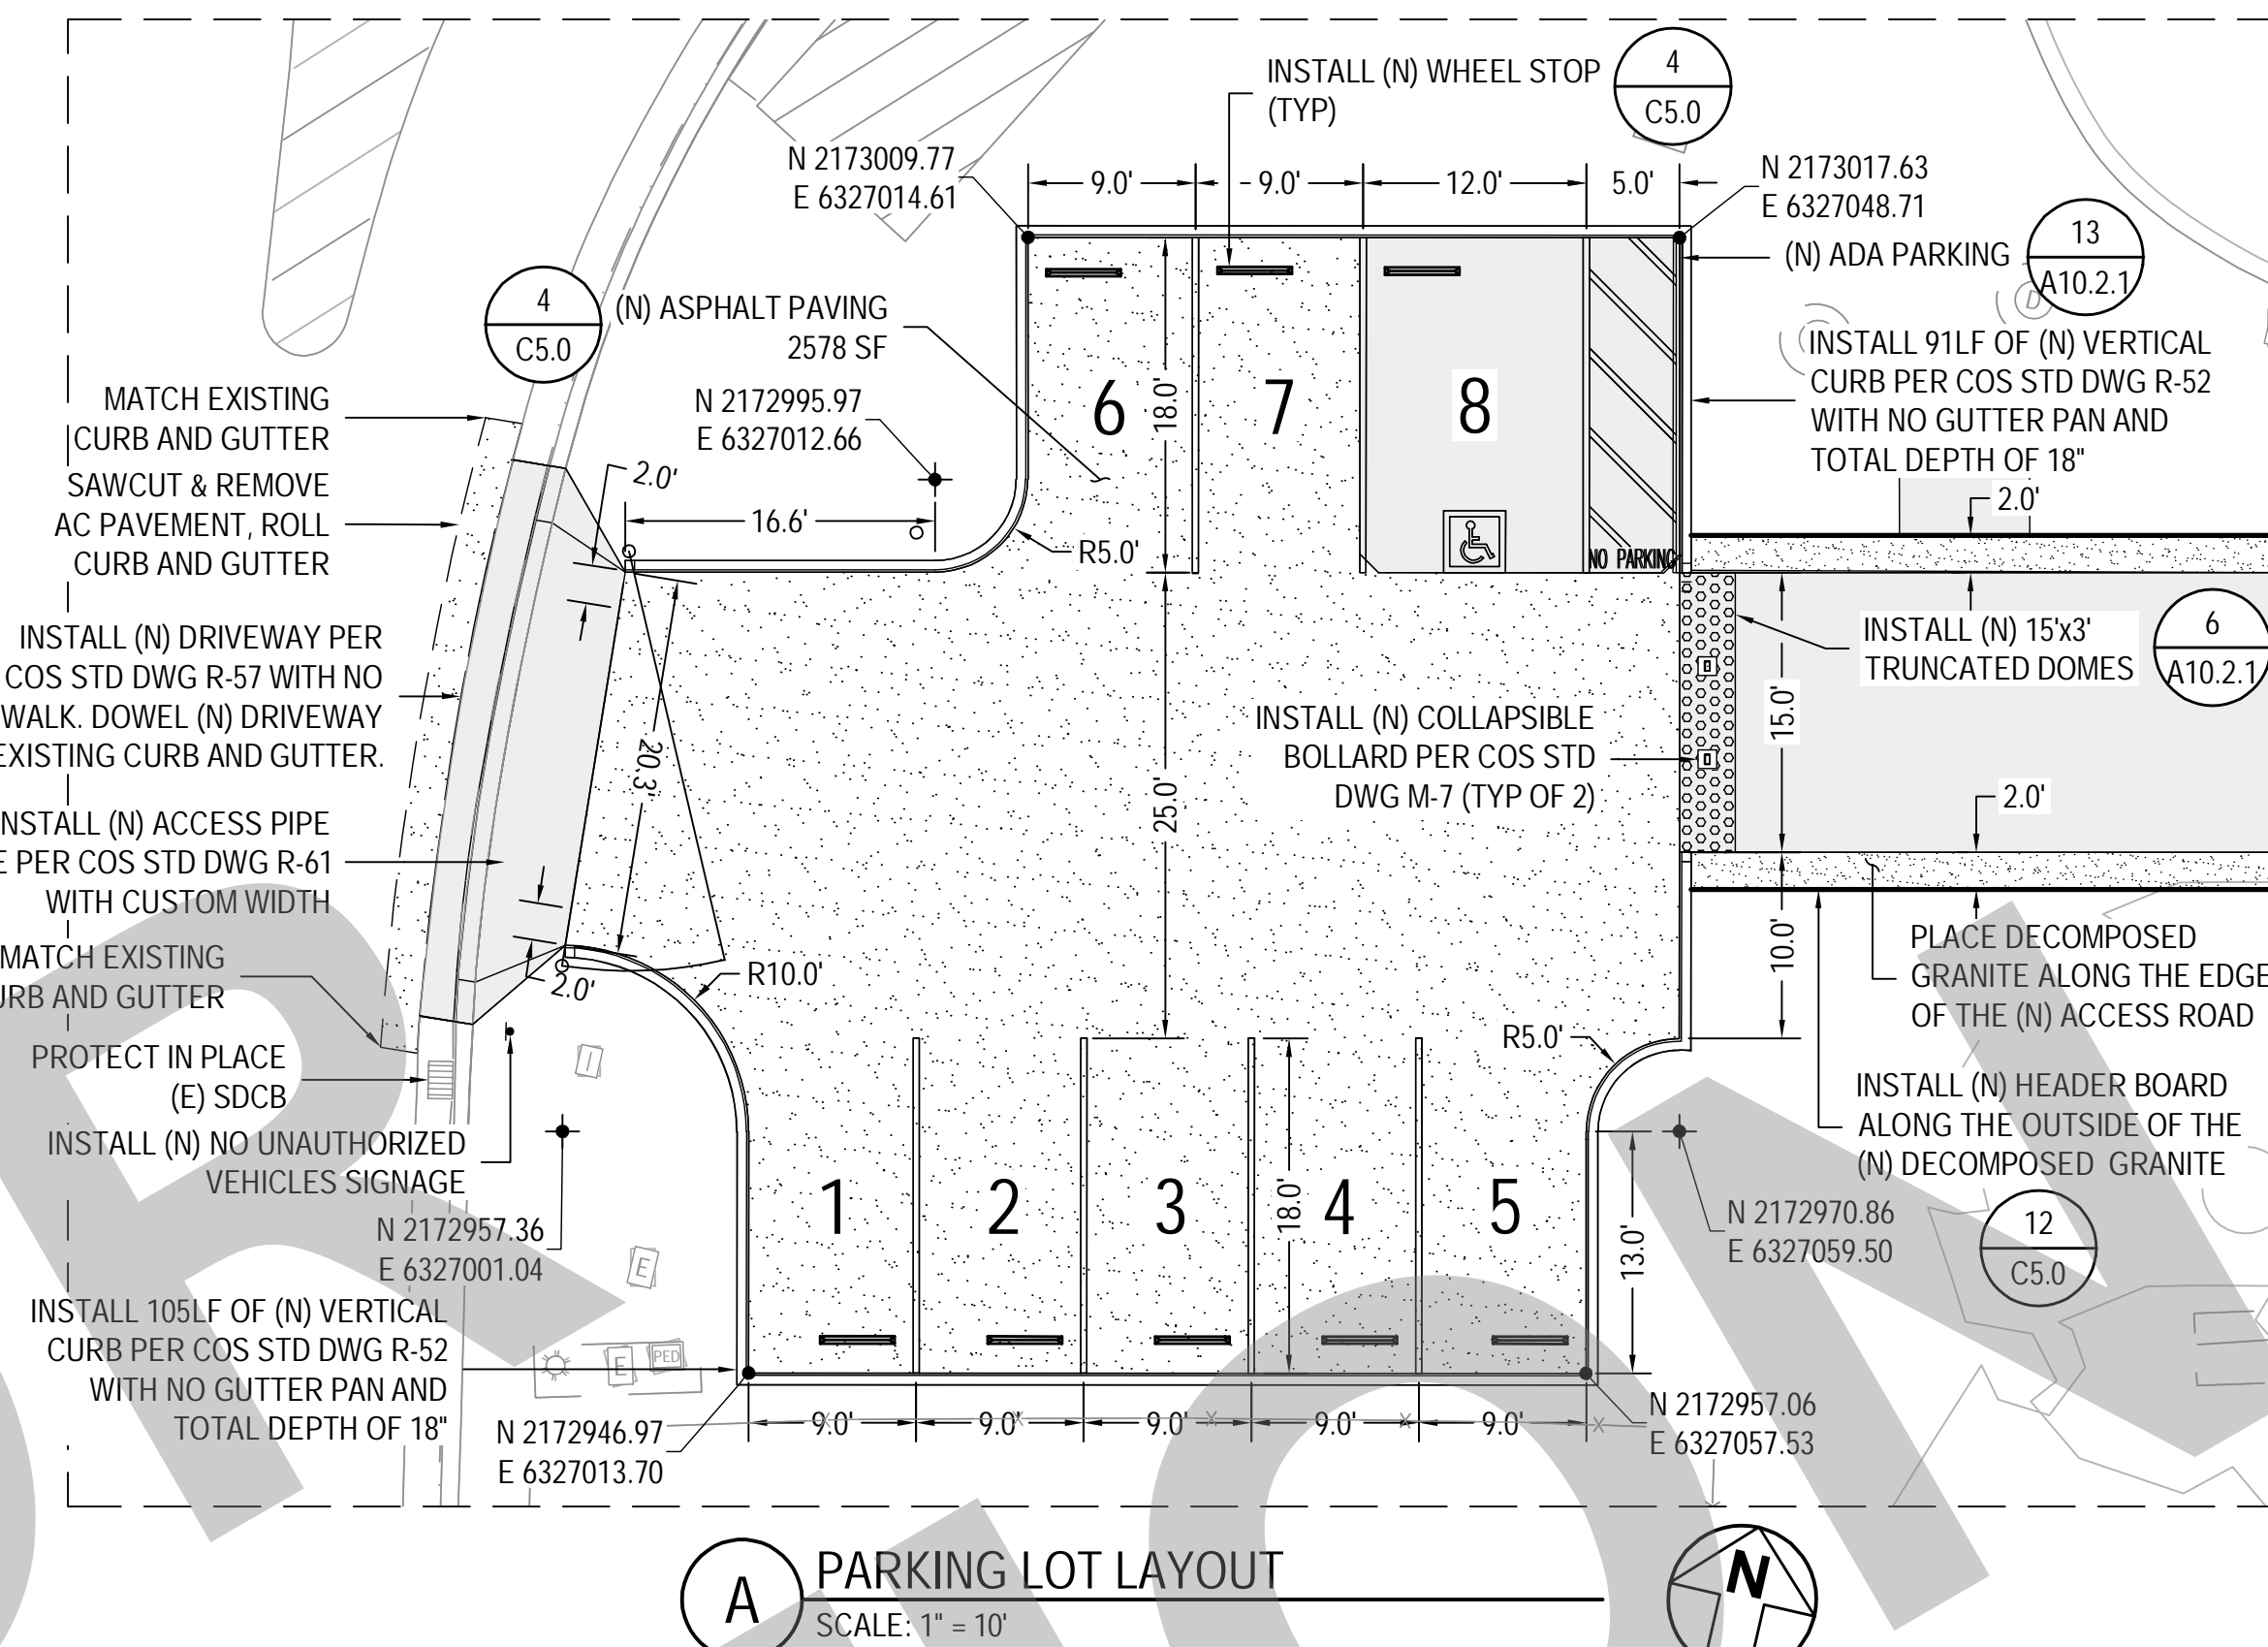 INSTALL (N) WHEEL STOP
(TYP)
4
C5.0
N 2173009.77
E 6327014.61
9.0'
9.0'
12.0'
5.0'
N 2173017.63
E 6327048.71
(N) ADA PARKING
13
A10.2.1
4
C5.0
(N) ASPHALT PAVING
2578 SF
N 2172995.97
E 6327012.66
INSTALL 91LF OF (N) VERTICAL
CURB PER COS STD DWG R-52
WITH NO GUTTER PAN AND
TOTAL DEPTH OF 18"
MATCH EXISTING
CURB AND GUTTER
SAWCUT & REMOVE
AC PAVEMENT, ROLL
CURB AND GUTTER
2.0'
16.6'
R5.0'
6
18.0'
7
8
NO PARKING
2.0'
INSTALL (N) DRIVEWAY PER
COS STD DWG R-57 WITH NO
WALK. DOWEL (N) DRIVEWAY
EXISTING CURB AND GUTTER.
20.3'
25.0'
INSTALL (N) COLLAPSIBLE
BOLLARD PER COS STD
DWG M-7 (TYP OF 2)
INSTALL (N) 15'x3'
TRUNCATED DOMES
6
A10.2.1
15.0'
2.0'
INSTALL (N) ACCESS PIPE
PER COS STD DWG R-61
WITH CUSTOM WIDTH
MATCH EXISTING
CURB AND GUTTER
2.0'
R10.0'
10.0'
PLACE DECOMPOSED
GRANITE ALONG THE EDGE
OF THE (N) ACCESS ROAD
R5.0'
PROTECT IN PLACE
(E) SDCB
I
INSTALL (N) NO UNAUTHORIZED
VEHICLES SIGNAGE
INSTALL (N) HEADER BOARD
ALONG THE OUTSIDE OF THE
(N) DECOMPOSED GRANITE
12
C5.0
N 2172957.36
E 6327001.04
E
1
2
3
18.0'
4
5
13.0'
N 2172970.86
E 6327059.50
INSTALL 105LF OF (N) VERTICAL
CURB PER COS STD DWG R-52
WITH NO GUTTER PAN AND
TOTAL DEPTH OF 18"
E
PED
N 2172946.97
E 6327013.70
9.0'
9.0'
9.0'
9.0'
9.0'
N 2172957.06
E 6327057.53
A
PARKING LOT LAYOUT
SCALE: 1" = 10'
N